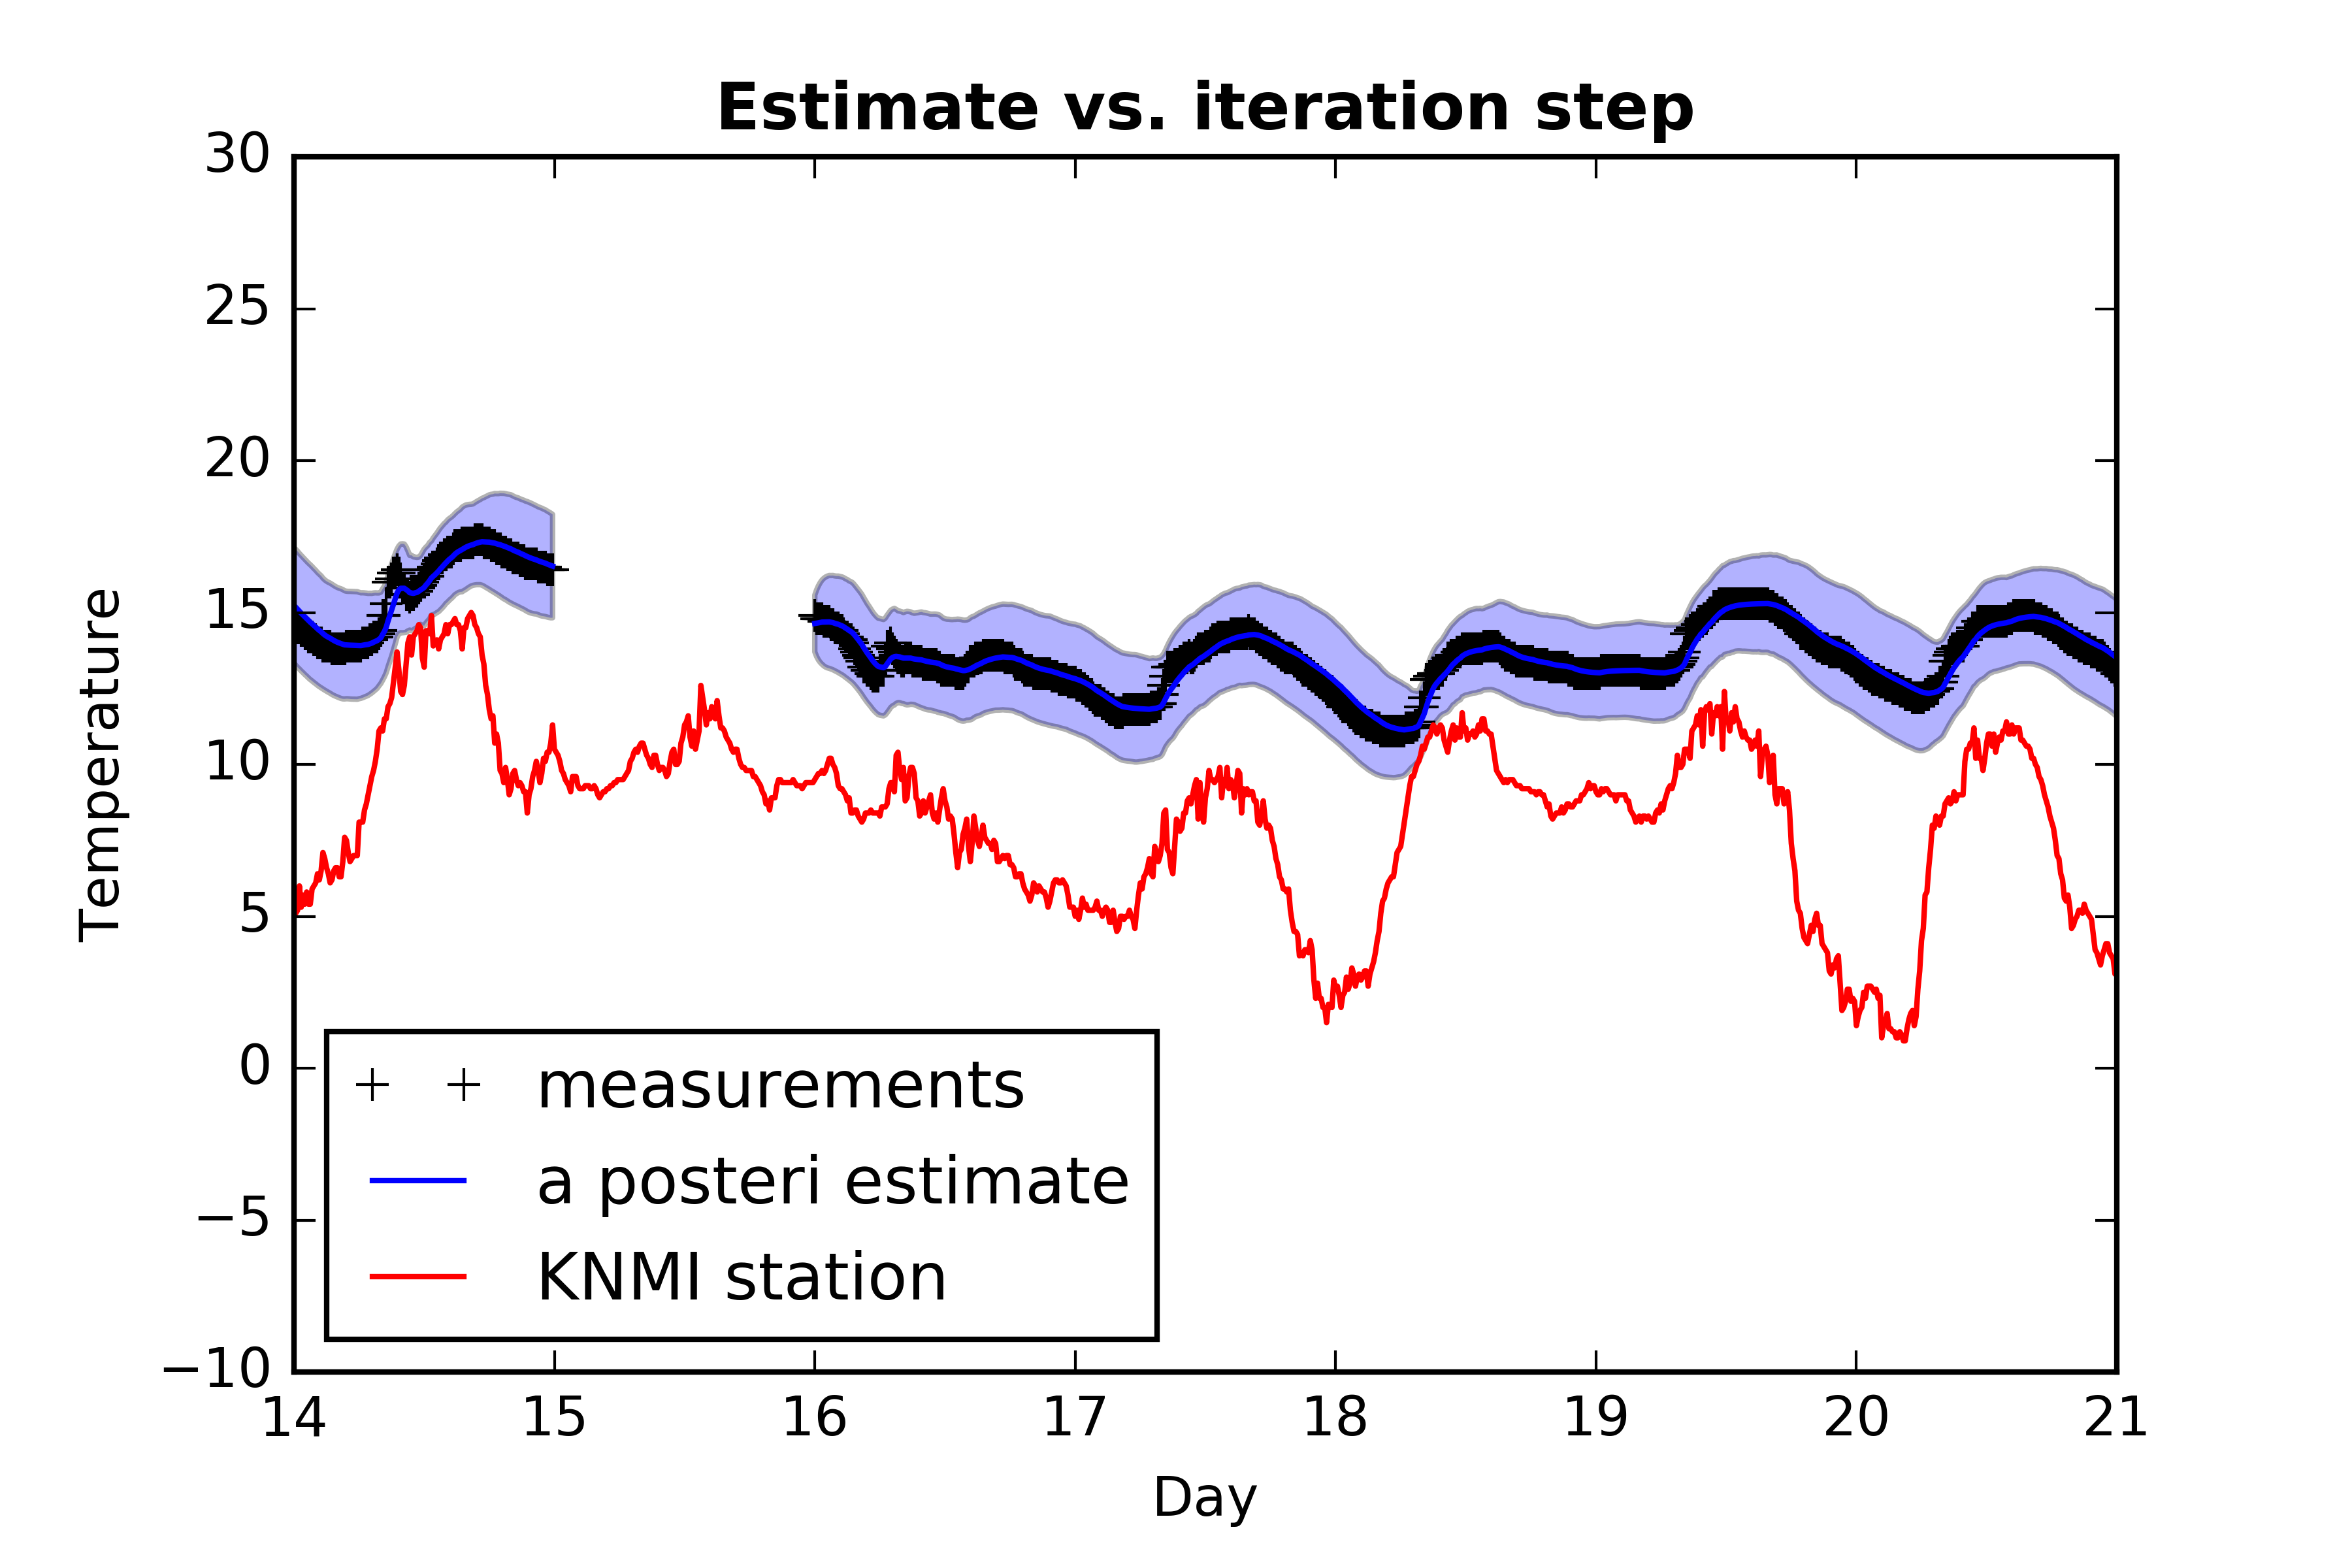 Estimate vs. iteration step
30
25
20
15
10
5
0
−5
−10
Temperature
measurements
a posteri estimate
KNMI station
14 15 16 17 18 19 20 21
Day